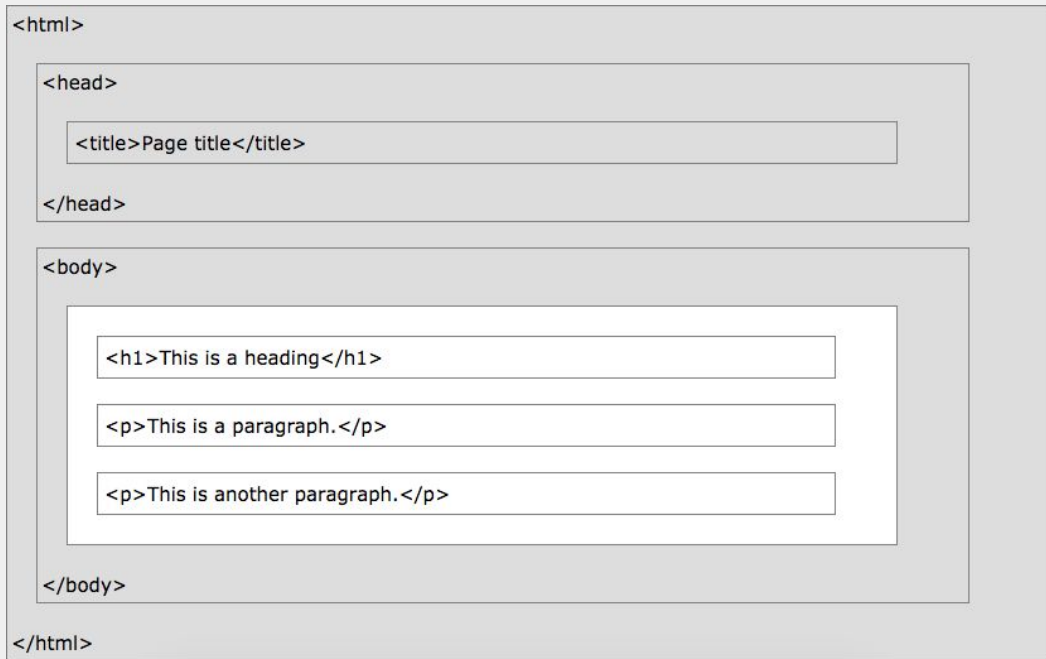 <html>
<head>
<title>Page title</title>
</head>
<body>
<h1>This is a heading</h1>
<p>This is a paragraph.</p>
<p>This is another paragraph.</p>
</body>
</html>